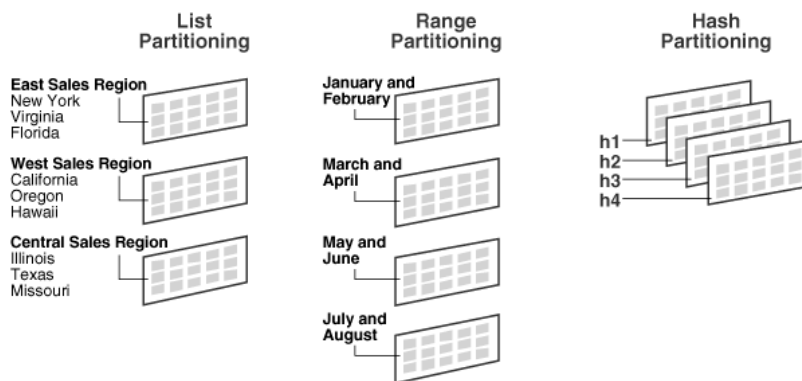 List
Partitioning
East Sales Region
New York
Virginia
Florida
West Sales Region
California
Oregon
Hawaii
Central Sales Region
Illinois
Texas
Missouri
Range
Partitioning
January and
February
March and
April
May and
June
July and
August
Hash
Partitioning
h1
h2
h3
h4